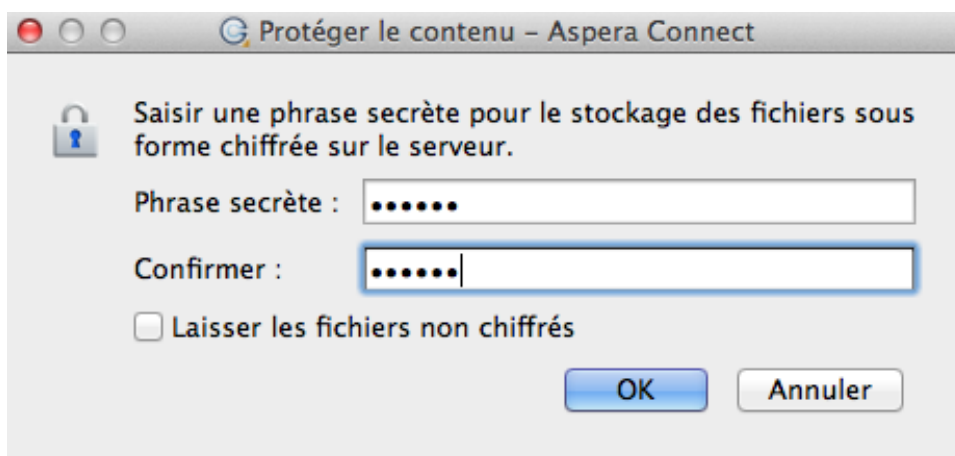 Protéger le contenu – Aspera Connect
Saisir une phrase secrète pour le stockage des fichiers sous
forme chiffrée sur le serveur.
Phrase secrète : ••••••
Confirmer : ••••••
Laisser les fichiers non chiffrés
OK Annuler